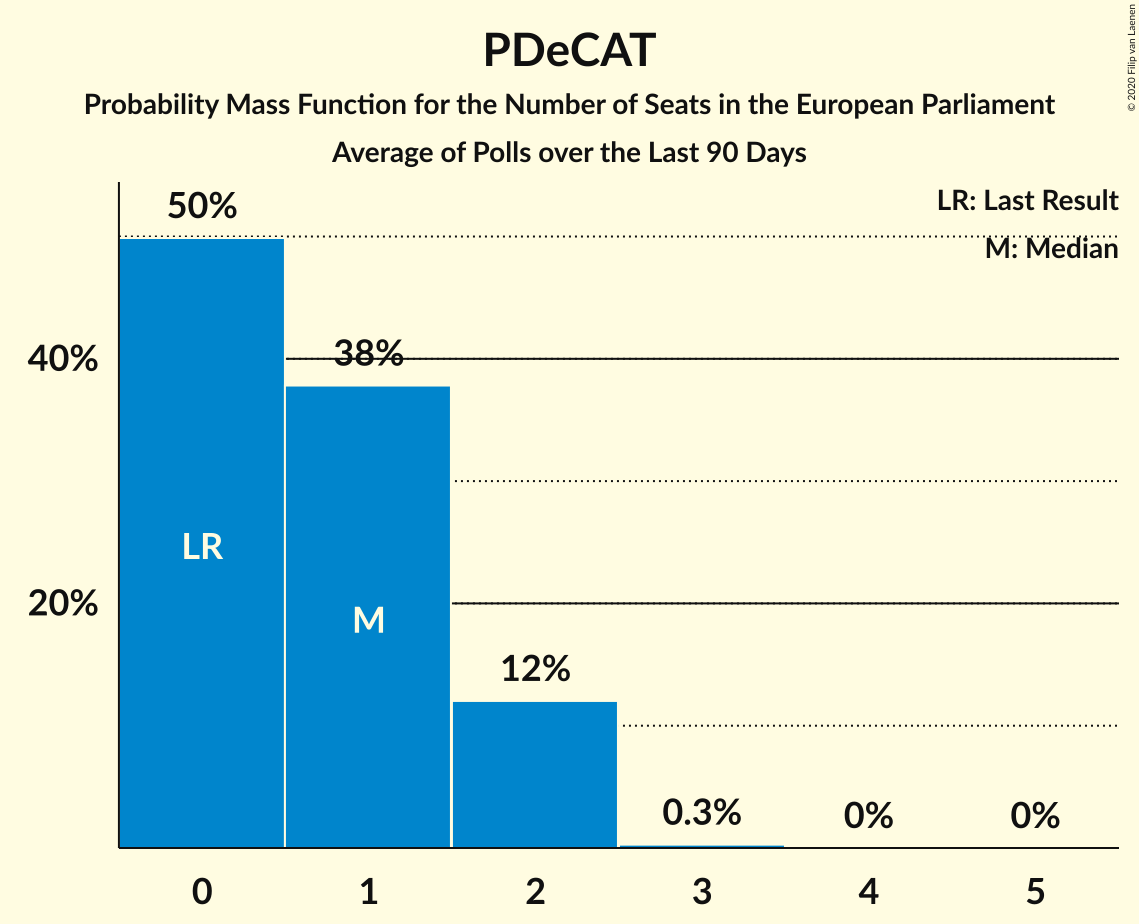 PDeCAT
Probability Mass Function for the Number of Seats in the European Parliament
Average of Polls over the Last 90 Days
© 2020 Filip van Laenen
LR: Last Result
M: Median
50%
38%
12%
0.3%
0%
0%
40%
20%
LR
M
0
1
2
3
4
5